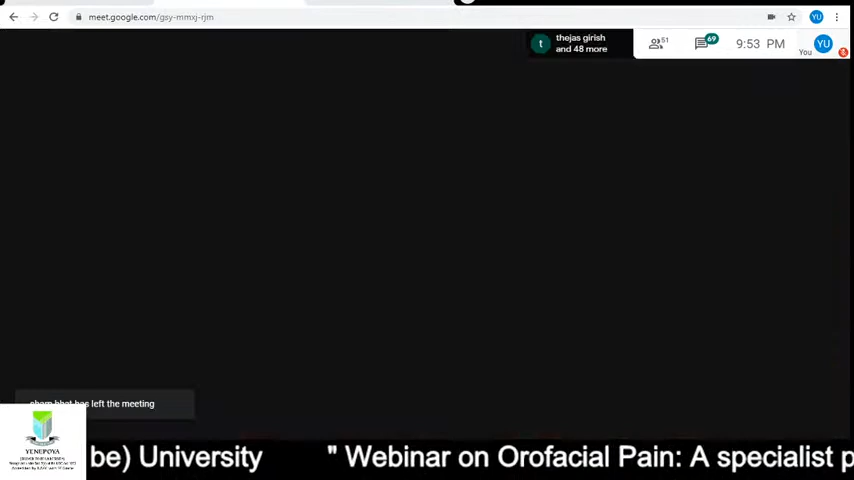 meet.google.com/gsy-mmxj-rjm
YU
thejas girish
and 48 more
t
51
69
9:53 PM
You
YU
has left the meeting
YENEPOYA
be) University " Webinar on Orofacial Pain: A specialist p